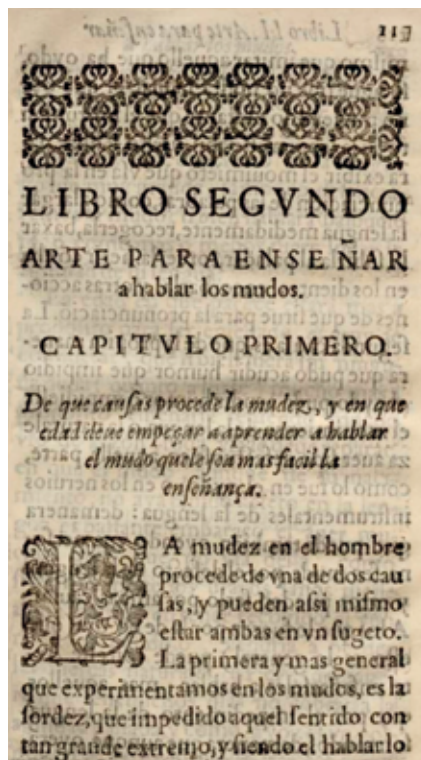 113
LIBRO SEGVNDO
ARTE PARA ENSEÑAR
a hablar los mudos.
CAPITVLO PRIMERO.
De que causas procede la mudez, y en que
edad deue empeçar a aprender a hablar
el mudo que le sea mas facil la
enseñança.
LA mudez en el hombre
procede de vna de dos cau
sas, y pueden assi mismo
estar ambas en vn sugeto.
La primera y mas general
que experimentamos en los mudos, es la
sordez, que impedido aquel sentido con
tan grande extremo, y siendo el hablar lo